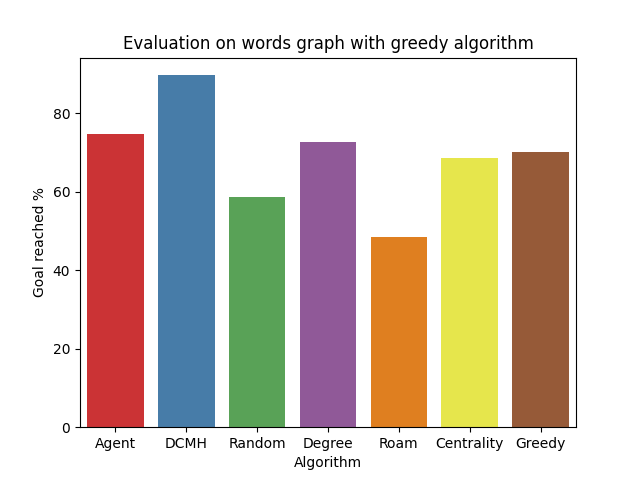 Evaluation on words graph with greedy algorithm
Goal reached %
80
60
40
20
0
Agent DCMH Random Degree Roam Centrality Greedy
Algorithm